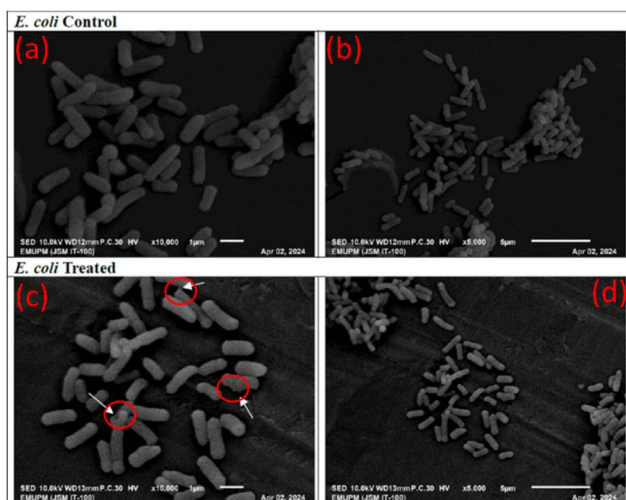 E. coli Control
(a)
(b)
SED 10.0kV WD12mm P.C.30 HV x10,000 1µm
EMUPM (JSM IT-100) Apr 02, 2024
SED 10.0kV WD12mm P.C.30 HV x5,000 5µm
EMUPM (JSM IT-100) Apr 02, 2024
E. coli Treated
(c)
(d)
SED 10.0kV WD13mm P.C.30 HV x10,000 1µm
EMUPM (JSM IT-100) Apr 02, 2024
SED 10.0kV WD13mm P.C.30 HV x5,000 5µm
EMUPM (JSM IT-100) Apr 02, 2024